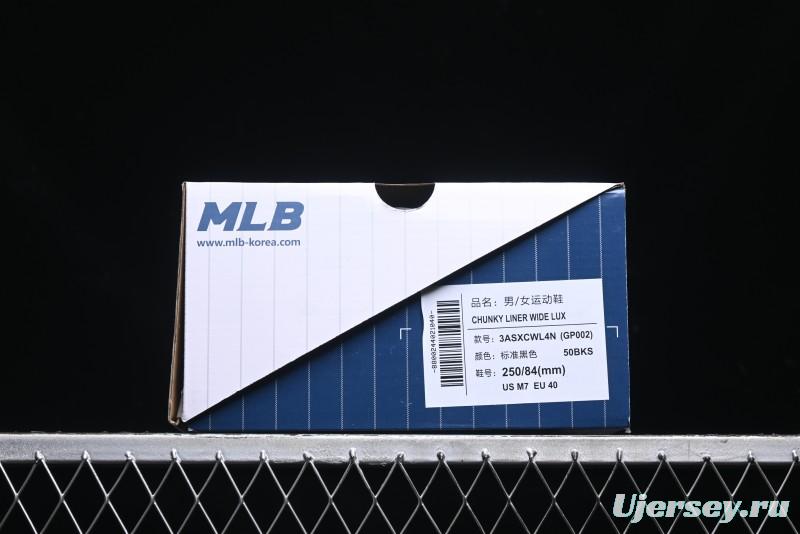 MLB
www.mlb-korea.com
品名: 男/女运动鞋
CHUNKY LINER WIDE LUX
款号: 3ASXCWL4N (GP002)
颜色: 标准黑色 50BKS
鞋号: 250/84(mm)
US M7 EU 40
Ujersey.ru